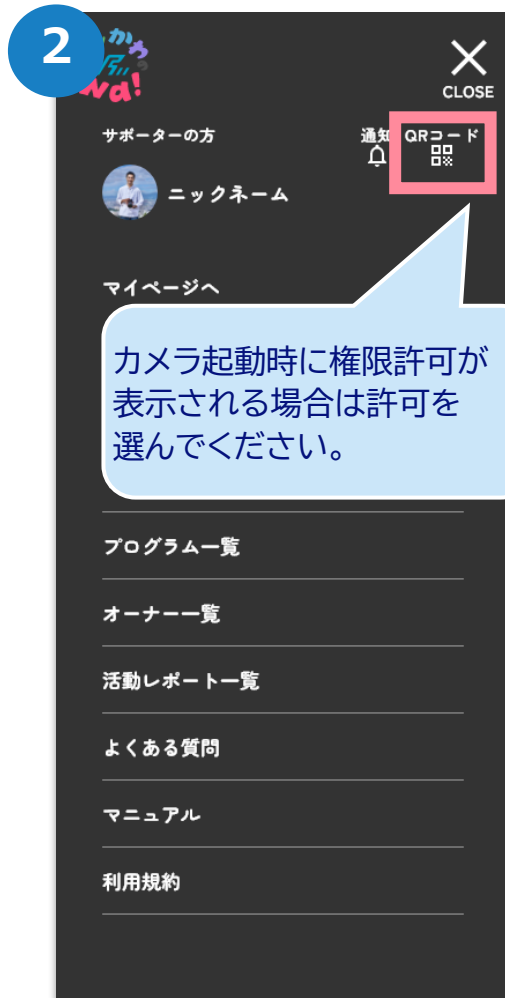 2
CLOSE
サポーターの方
通知
QRコード
ニックネーム
マイページへ
カメラ起動時に権限許可が
表示される場合は許可を
選んでください。
プログラム一覧
オーナー一覧
活動レポート一覧
よくある質問
マニュアル
利用規約